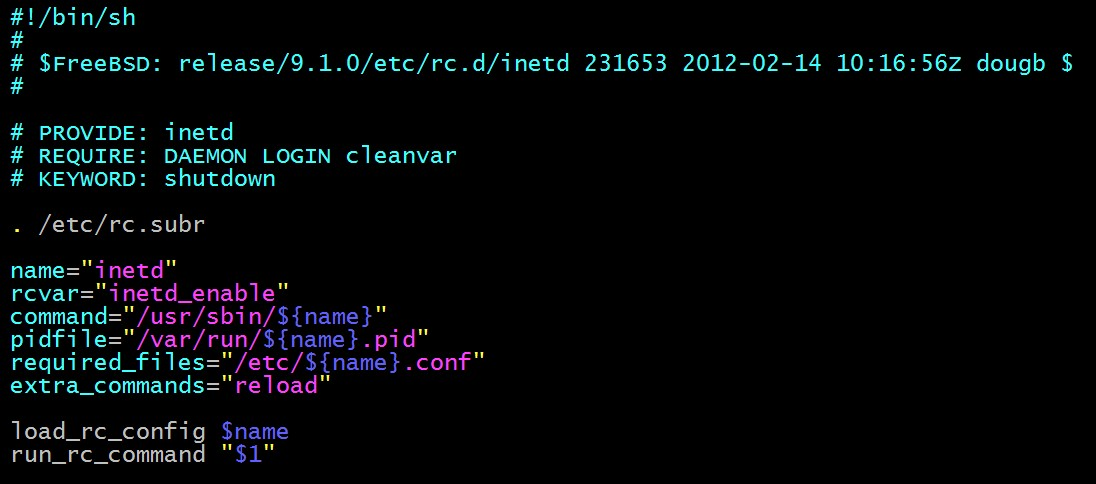 #!/bin/sh
#
# $FreeBSD: release/9.1.0/etc/rc.d/inetd 231653 2012-02-14 10:16:56Z dougb $
#
# PROVIDE: inetd
# REQUIRE: DAEMON LOGIN cleanvar
# KEYWORD: shutdown
. /etc/rc.subr
name="inetd"
rcvar="inetd_enable"
command="/usr/sbin/${name}"
pidfile="/var/run/${name}.pid"
required_files="/etc/${name}.conf"
extra_commands="reload"
load_rc_config $name
run_rc_command "$1"